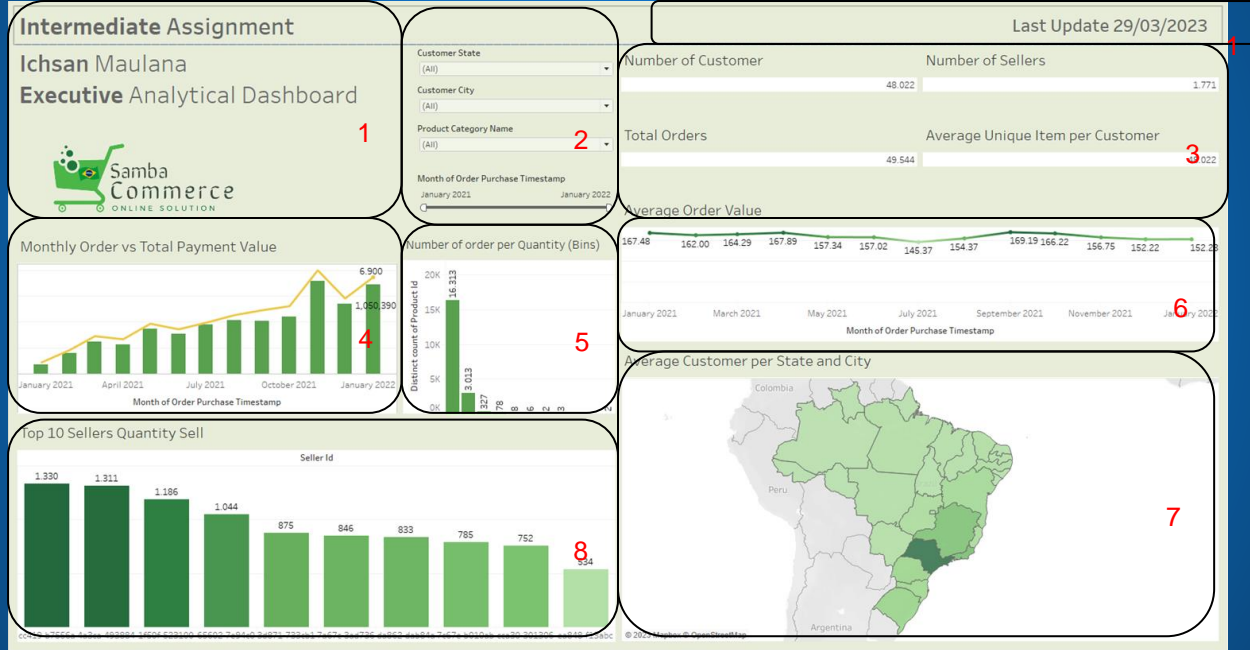 Intermediate Assignment
Last Update 29/03/2023
1
Ichsan Maulana
Executive Analytical Dashboard
1
Samba
Commerce
ONLINE SOLUTION
Customer State
(All)
Customer City
(All)
Product Category Name
(All)
2
Month of Order Purchase Timestamp
January 2021
January 2022
Number of Customer
48.022
Number of Sellers
1.771
Total Orders
49.544
Average Unique Item per Customer
3
Monthly Order vs Total Payment Value
6.900
1,050,390
4
January 2021
April 2021
July 2021
October 2021
January 2022
Month of Order Purchase Timestamp
Number of order per Quantity (Bins)
Distinct count of Product Id
20K
15K
10K
5K
0K
16.313
3.013
327
78
8
6
2
3
2
5
Average Order Value
167.48
162.00
164.29
167.89
157.34
157.02
145.37
154.37
169.19
166.22
156.75
152.22
6
January 2021
March 2021
May 2021
July 2021
September 2021
November 2021
January 2022
Month of Order Purchase Timestamp
Average Customer per State and City
Colombia
Peru
Argentina
7
© 2023 Mapbox © OpenStreetMap
Top 10 Sellers Quantity Sell
Seller Id
1.330
1.311
1.186
1.044
875
846
833
785
752
534
8